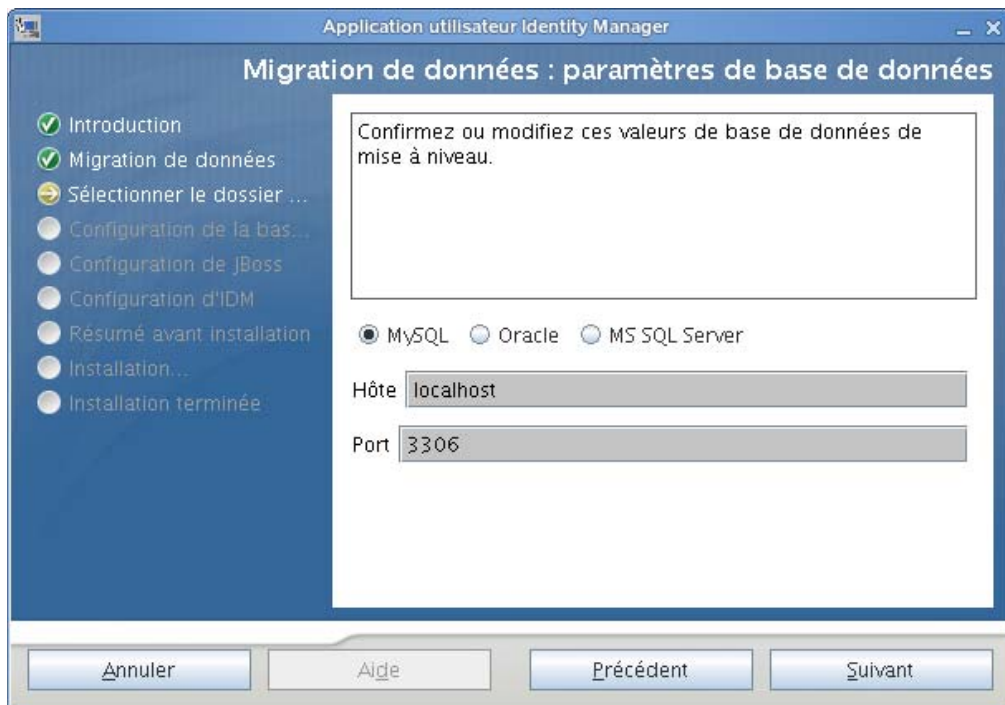 Application utilisateur Identity Manager
Migration de données : paramètres de base de données
Introduction
Migration de données
Sélectionner le dossier ...
Configuration de la bas...
Configuration de JBoss
Configuration d'IDM
Résumé avant installation
Installation...
Installation terminée
Confirmez ou modifiez ces valeurs de base de données de
mise à niveau.
MySQL Oracle MS SQL Server
Hôte localhost
Port 3306
Annuler Aide Précédent Suivant